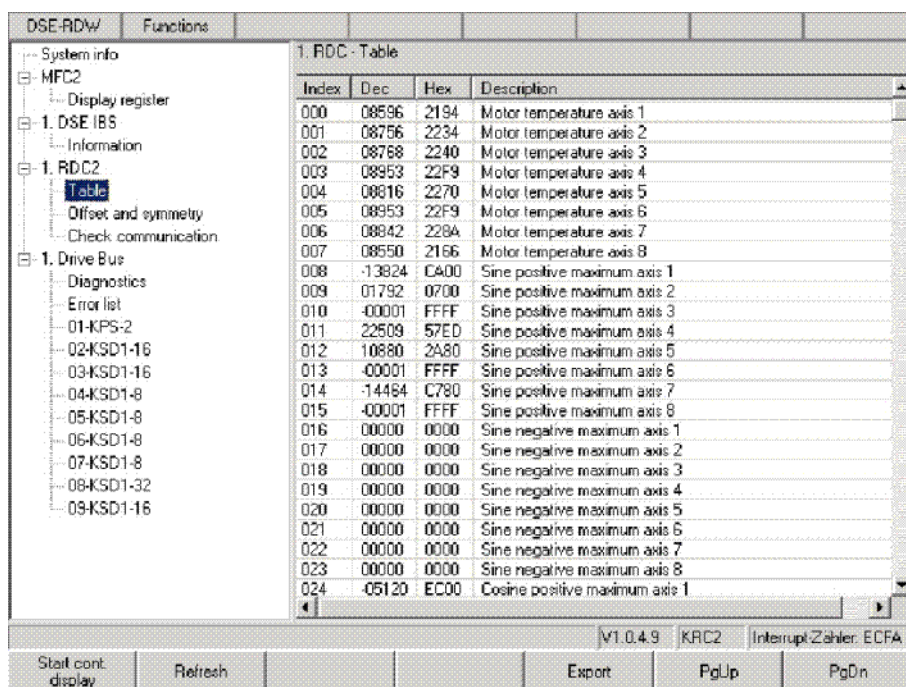 DSE-RDW Functions
System info
MFC2
Display register
1. DSE IBS
Information
1. RDC2
Table
Offset and symmetry
Check communication
1. Drive Bus
Diagnostics
Error list
01-KPS-2
02-KSD1-16
03-KSD1-16
04-KSD1-8
05-KSD1-8
06-KSD1-8
07-KSD1-8
08-KSD1-32
09-KSD1-16
1. RDC - Table
Index Dec Hex Description
000 08596 2194 Motor temperature axis 1
001 08756 2234 Motor temperature axis 2
002 08768 2240 Motor temperature axis 3
003 08953 22F9 Motor temperature axis 4
004 08816 2270 Motor temperature axis 5
005 08953 22F9 Motor temperature axis 6
006 08842 228A Motor temperature axis 7
007 08550 2166 Motor temperature axis 8
008 -13824 CA00 Sine positive maximum axis 1
009 01792 0700 Sine positive maximum axis 2
010 -00001 FFFF Sine positive maximum axis 3
011 22509 57ED Sine positive maximum axis 4
012 10880 2A80 Sine positive maximum axis 5
013 -00001 FFFF Sine positive maximum axis 6
014 -14464 C780 Sine positive maximum axis 7
015 -00001 FFFF Sine positive maximum axis 8
016 00000 0000 Sine negative maximum axis 1
017 00000 0000 Sine negative maximum axis 2
018 00000 0000 Sine negative maximum axis 3
019 00000 0000 Sine negative maximum axis 4
020 00000 0000 Sine negative maximum axis 5
021 00000 0000 Sine negative maximum axis 6
022 00000 0000 Sine negative maximum axis 7
023 00000 0000 Sine negative maximum axis 8
024 -05120 EC00 Cosine positive maximum axis 1
V1.0.4.9 KRC2 Interrupt-Zähler: ECFA
Start cont. display Refresh Export PgUp PgDn